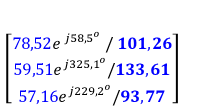 78,52e j58,5° / 101,26
59,51e j325,1° /133,61
57,16e j229,2° /93,77